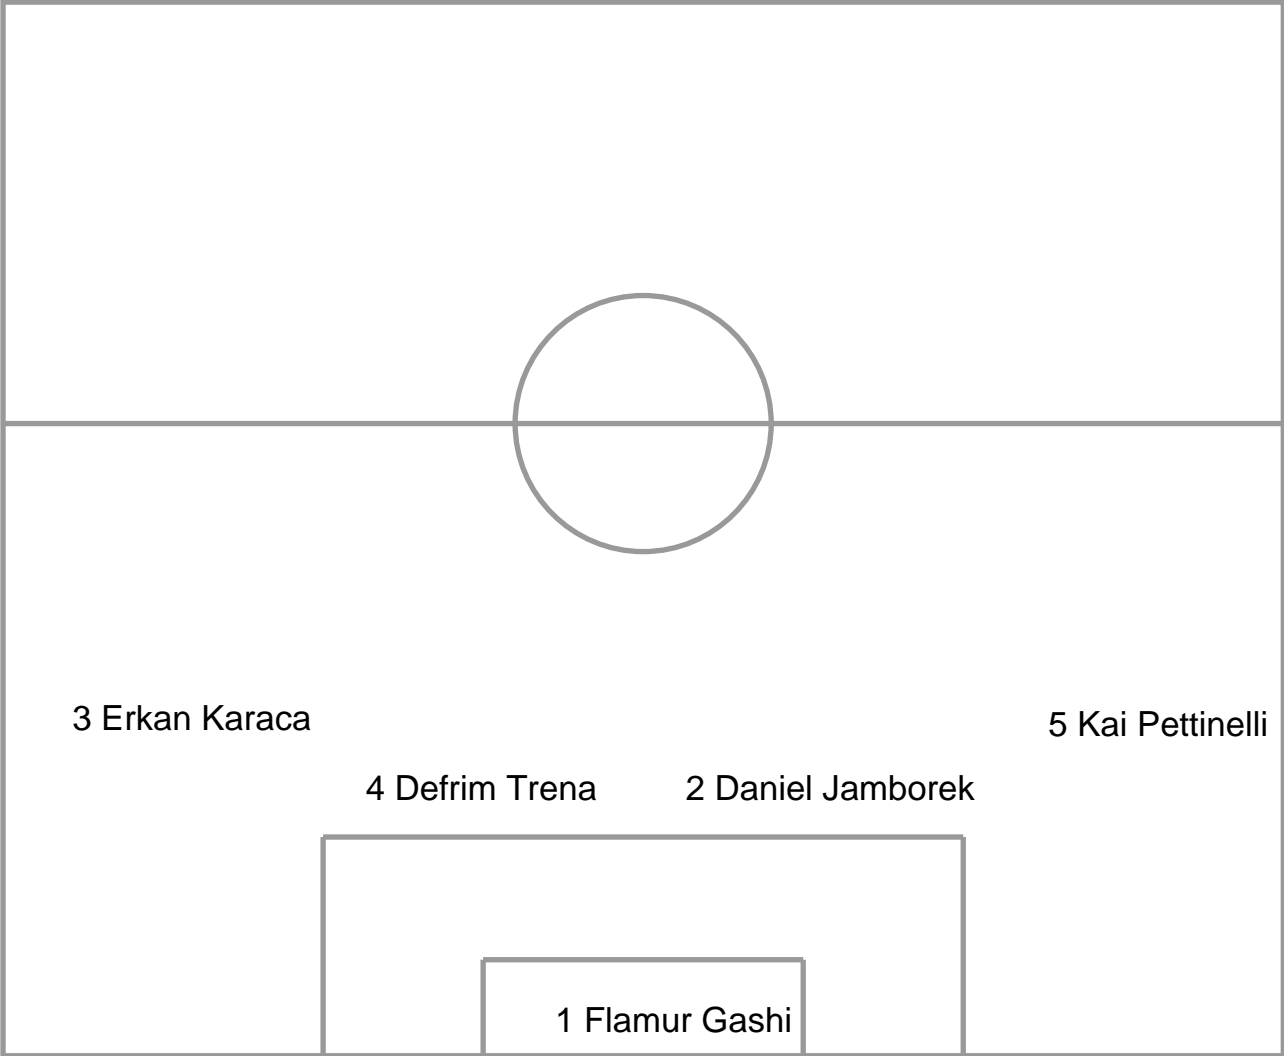 3 Erkan Karaca
5 Kai Pettinelli
4 Defrim Trena
2 Daniel Jamborek
1 Flamur Gashi